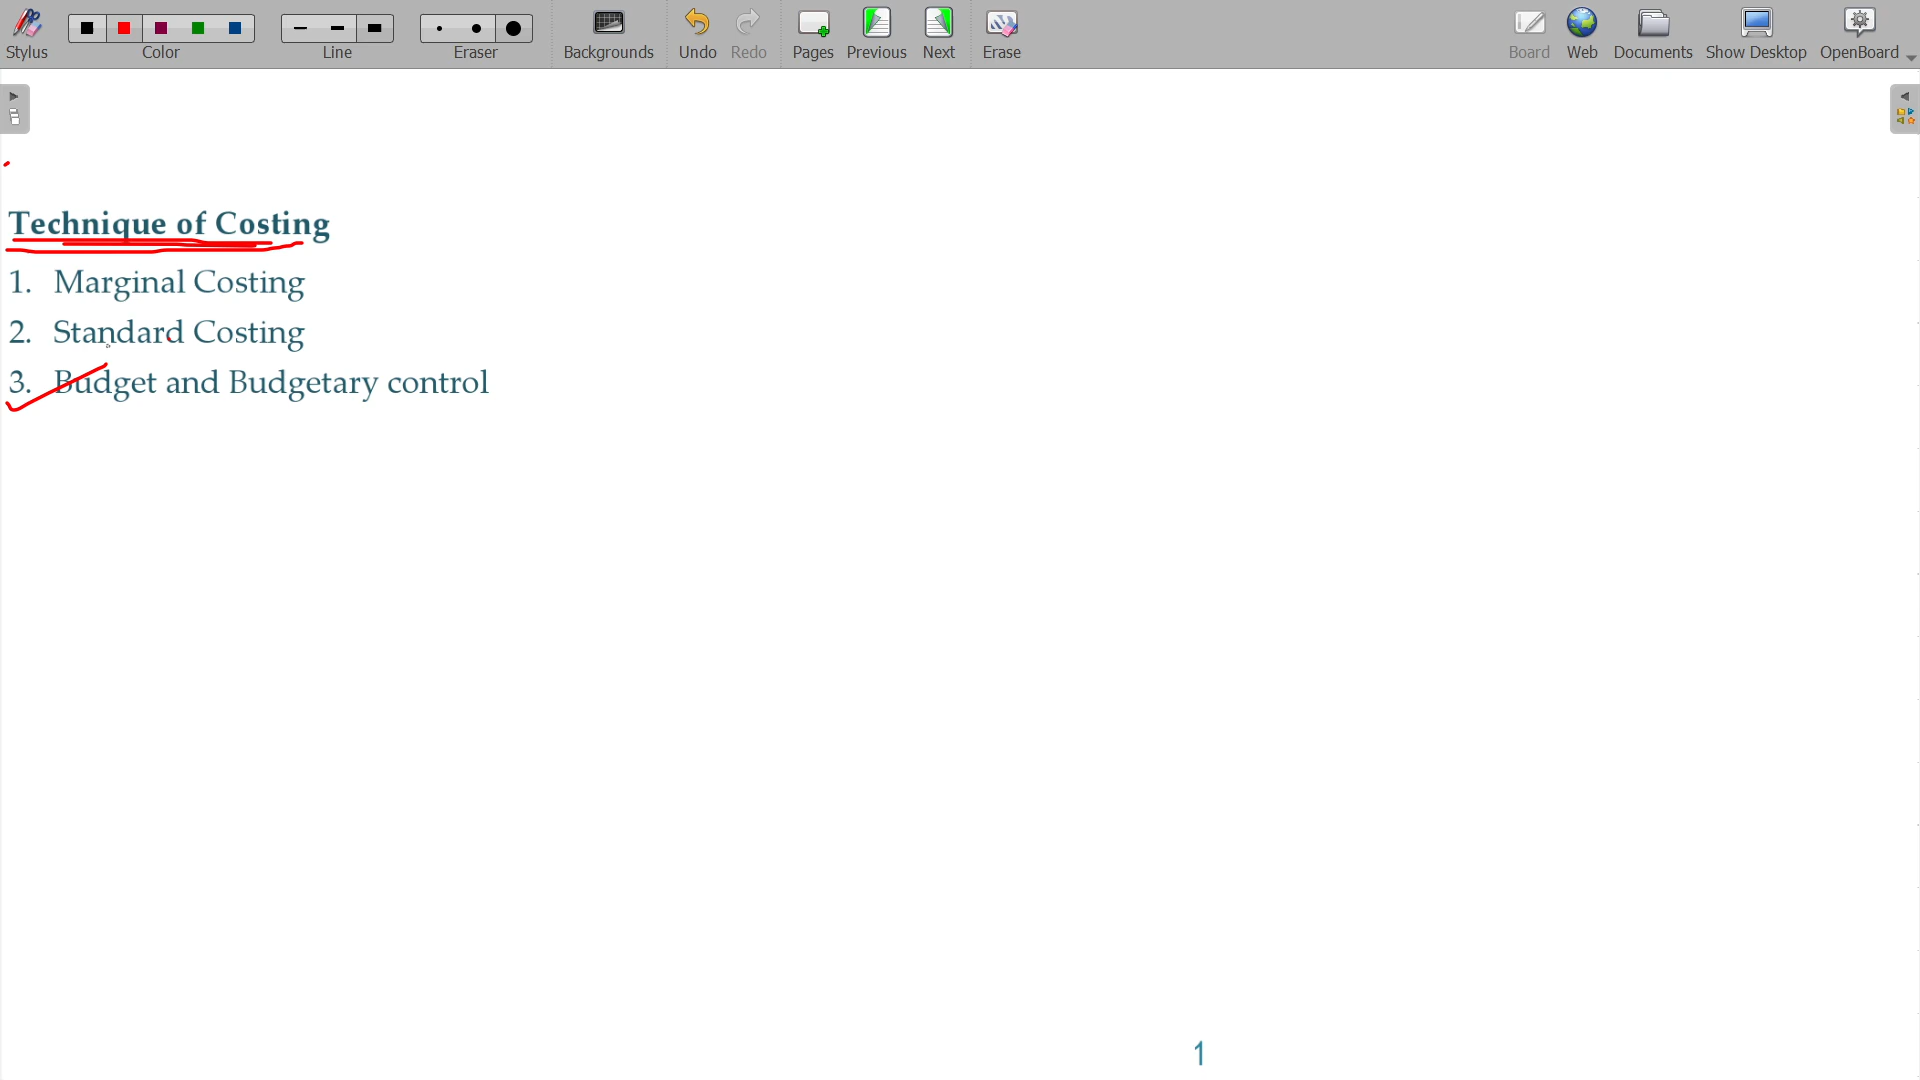 Stylus Color Line Eraser Backgrounds Undo Redo Pages Previous Next Erase Board Web Documents Show Desktop OpenBoard
Technique of Costing
1. Marginal Costing
2. Standard Costing
3. Budget and Budgetary control
1